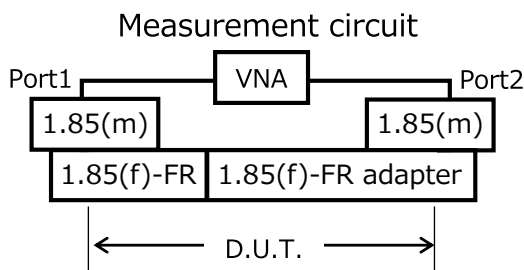 Measurement circuit
Port1 VNA Port2
1.85(m) 1.85(m)
1.85(f)-FR 1.85(f)-FR adapter
D.U.T.